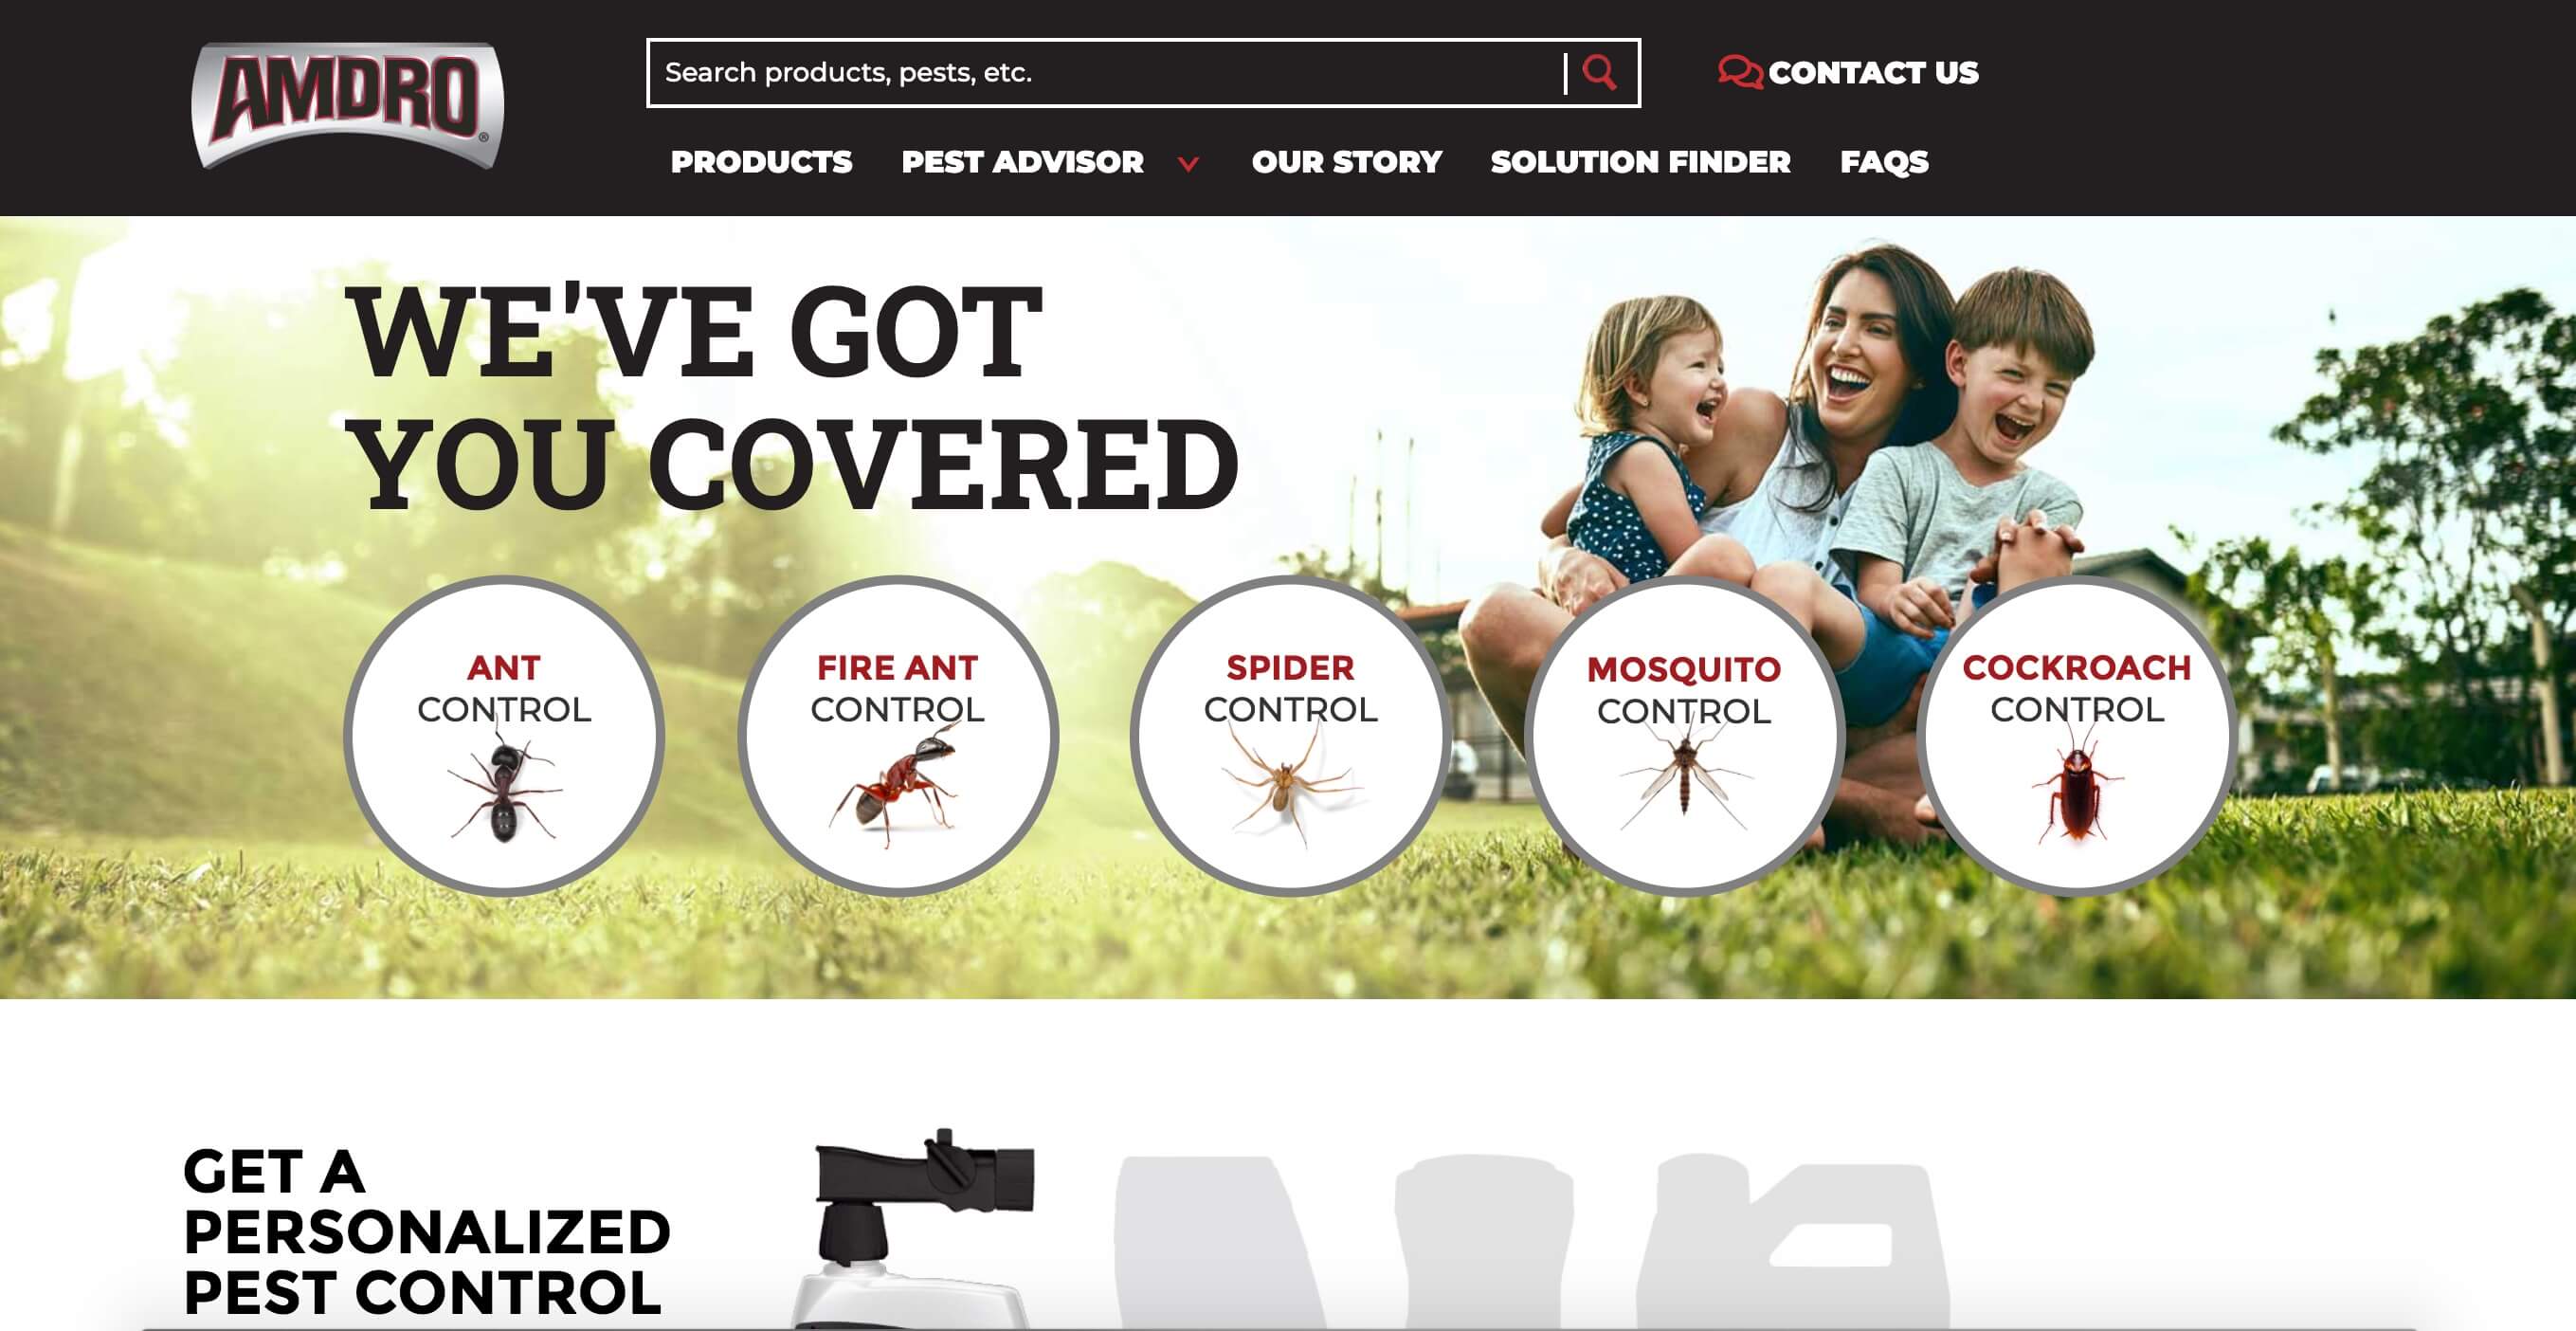 AMDRO®
Search products, pests, etc.
CONTACT US
PRODUCTS PEST ADVISOR OUR STORY SOLUTION FINDER FAQS
WE'VE GOT
YOU COVERED
ANT
CONTROL
FIRE ANT
CONTROL
SPIDER
CONTROL
MOSQUITO
CONTROL
COCKROACH
CONTROL
GET A
PERSONALIZED
PEST CONTROL